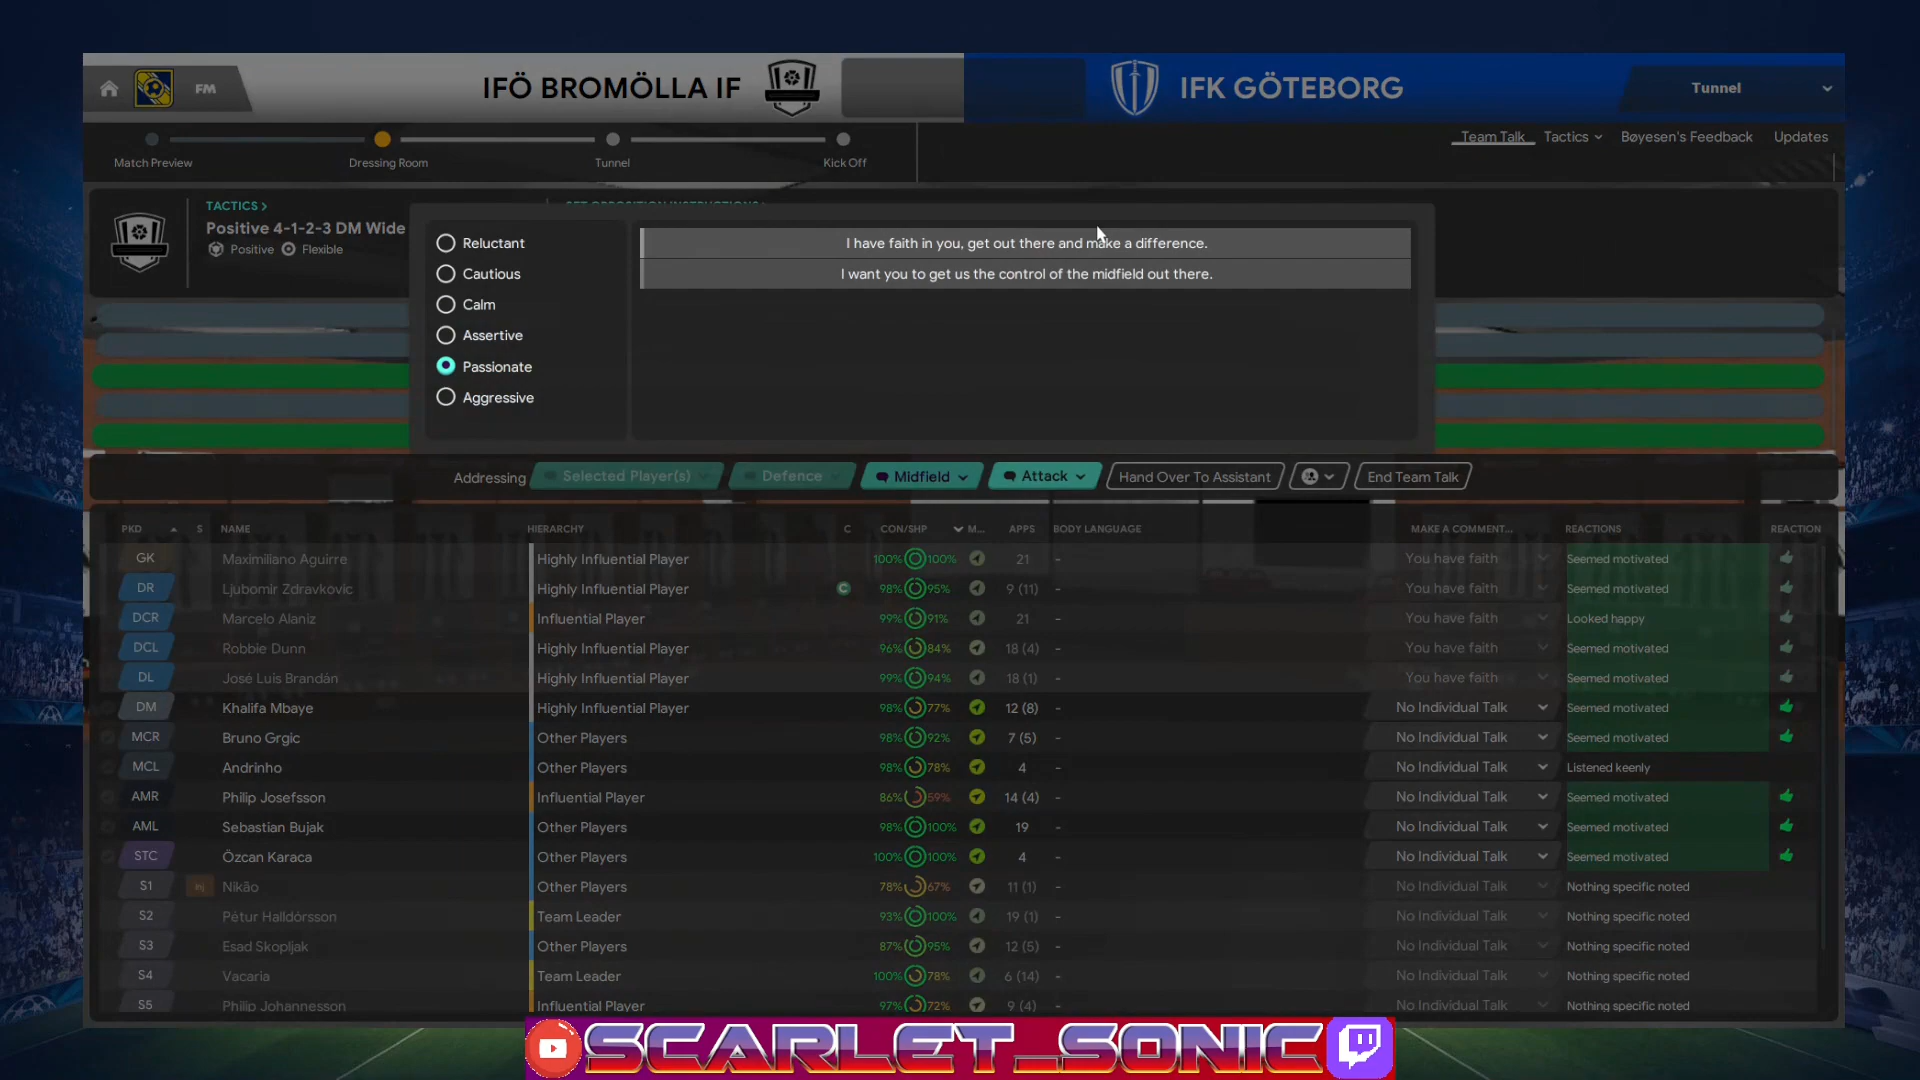 FM
IFÖ BROMÖLLA IF
IFK GÖTEBORG
Tunnel
Match Preview
Dressing Room
Tunnel
Kick Off
Team Talk
Tactics
Bøyesen's Feedback
Updates
TACTICS >
Positive 4-1-2-3 DM Wide
Positive
Flexible
Reluctant
Cautious
Calm
Assertive
Passionate
Aggressive
I have faith in you, get out there and make a difference.
I want you to get us the control of the midfield out there.
Addressing
Selected Player(s)
Defence
Midfield
Attack
Hand Over To Assistant
End Team Talk
PKD S NAME HIERARCHY C CON/SHP M... APPS BODY LANGUAGE MAKE A COMMENT... REACTIONS REACTION
GK Maximiliano Aguirre Highly Influential Player 100% 100% 21 - You have faith Seemed motivated
DR Ljubomir Zdravkovic Highly Influential Player C 98% 95% 9 (11) - You have faith Seemed motivated
DCR Marcelo Alaniz Influential Player 99% 91% 21 - You have faith Looked happy
DCL Robbie Dunn Highly Influential Player 96% 84% 18 (4) - You have faith Seemed motivated
DL José Luis Brandán Highly Influential Player 99% 94% 18 (1) - You have faith Seemed motivated
DM Khalifa Mbaye Highly Influential Player 98% 77% 12 (8) - No Individual Talk Seemed motivated
MCR Bruno Grgic Other Players 98% 92% 7 (5) - No Individual Talk Seemed motivated
MCL Andrinho Other Players 98% 78% 4 - No Individual Talk Listened keenly
AMR Philip Josefsson Influential Player 86% 59% 14 (4) - No Individual Talk Seemed motivated
AML Sebastian Bujak Other Players 98% 100% 19 - No Individual Talk Seemed motivated
STC Özcan Karaca Other Players 100% 100% 4 - No Individual Talk Seemed motivated
S1 Inj Nikão Other Players 78% 67% 11 (1) - No Individual Talk Nothing specific noted
S2 Pétur Halldórsson Team Leader 93% 100% 19 (1) - No Individual Talk Nothing specific noted
S3 Esad Skopljak Other Players 87% 95% 12 (5) - No Individual Talk Nothing specific noted
S4 Vacaria Team Leader 100% 78% 6 (14) - No Individual Talk Nothing specific noted
S5 Philip Johannesson Influential Player 97% 72% 9 (4) - No Individual Talk Nothing specific noted
SCARLET_SONIC